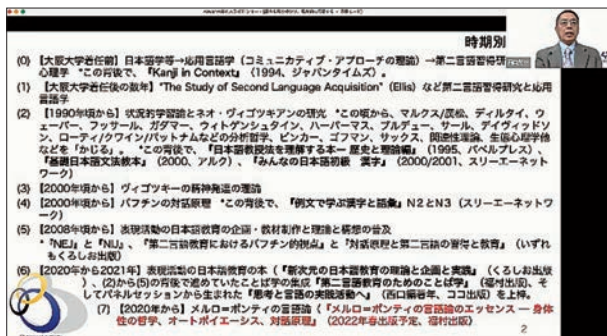 時期別
(0) 【大阪大学着任前】日本語学等→応用言語学(コミュニカティブ・アプローチの理論)→第二言語習得研
心理学 *この背後で、『Kanji in Context』(1994、ジャパンタイムズ)。
(1) 【大阪大学着任後の数年】"The Study of Second Language Acquisition" (Ellis) など第二言語習得研究と応用
言語学
(2) 【1990年頃から】状況的学習論とネオ・ヴィゴツキアンの研究 *この頃から、マルクス/廣松、ディルタイ、ウ
ェーバー、フッサール、ガダマー、ウィトゲンシュタイン、ハーバーマス、ブルデュー、サール、デイヴィッドソ
ン、ローティ/クワイン/パットナムなどの分析哲学、ピンカー、ゴフマン、サックス、関連性理論、生態心理学他
などを「かじる」。 *この背後で、『日本語教授法を理解する本ー歴史と理論編』(1995、バベルプレス)、
『基礎日本語文法教本』(2000、アルク)、『みんなの日本語初級 漢字』(2000/2001、スリーエーネット
ワーク)
(3) 【2000年頃から】ヴィゴツキーの精神発達の理論
(4) 【2000年頃から】バフチンの対話原理 *この背後で、『例文で学ぶ漢字と語彙』N2とN3(スリーエーネットワ
ーク)
(5) 【2008年頃から】表現活動の日本語教育の企画・教材制作と理論と構想の普及
*『NEJ』と『NIJ』、『第二言語教育におけるバフチン的視点』と『対話原理と第二言語の習得と教育』(いずれ
もくろしお出版)
(6) 【2020年から2021年】表現活動の日本語教育の本(『新次元の日本語教育の理論と企画と実践』(くろしお出版
)、(2)から(5)の背後で進めていたことば学の集成『第二言語教育のためのことば学』(福村出版)、そ
してパネルセッションから生まれた『思考と言語の実践活動へ』(西口編著年、ココ出版)を上梓。
(7) 【2020年から】メルロ=ポンティの言語論(『メルロ=ポンティの言語論のエッセンス ― 身体
性の哲学、オートポイエーシス、対話原理』(2022年春出版予定、福村出版)
2